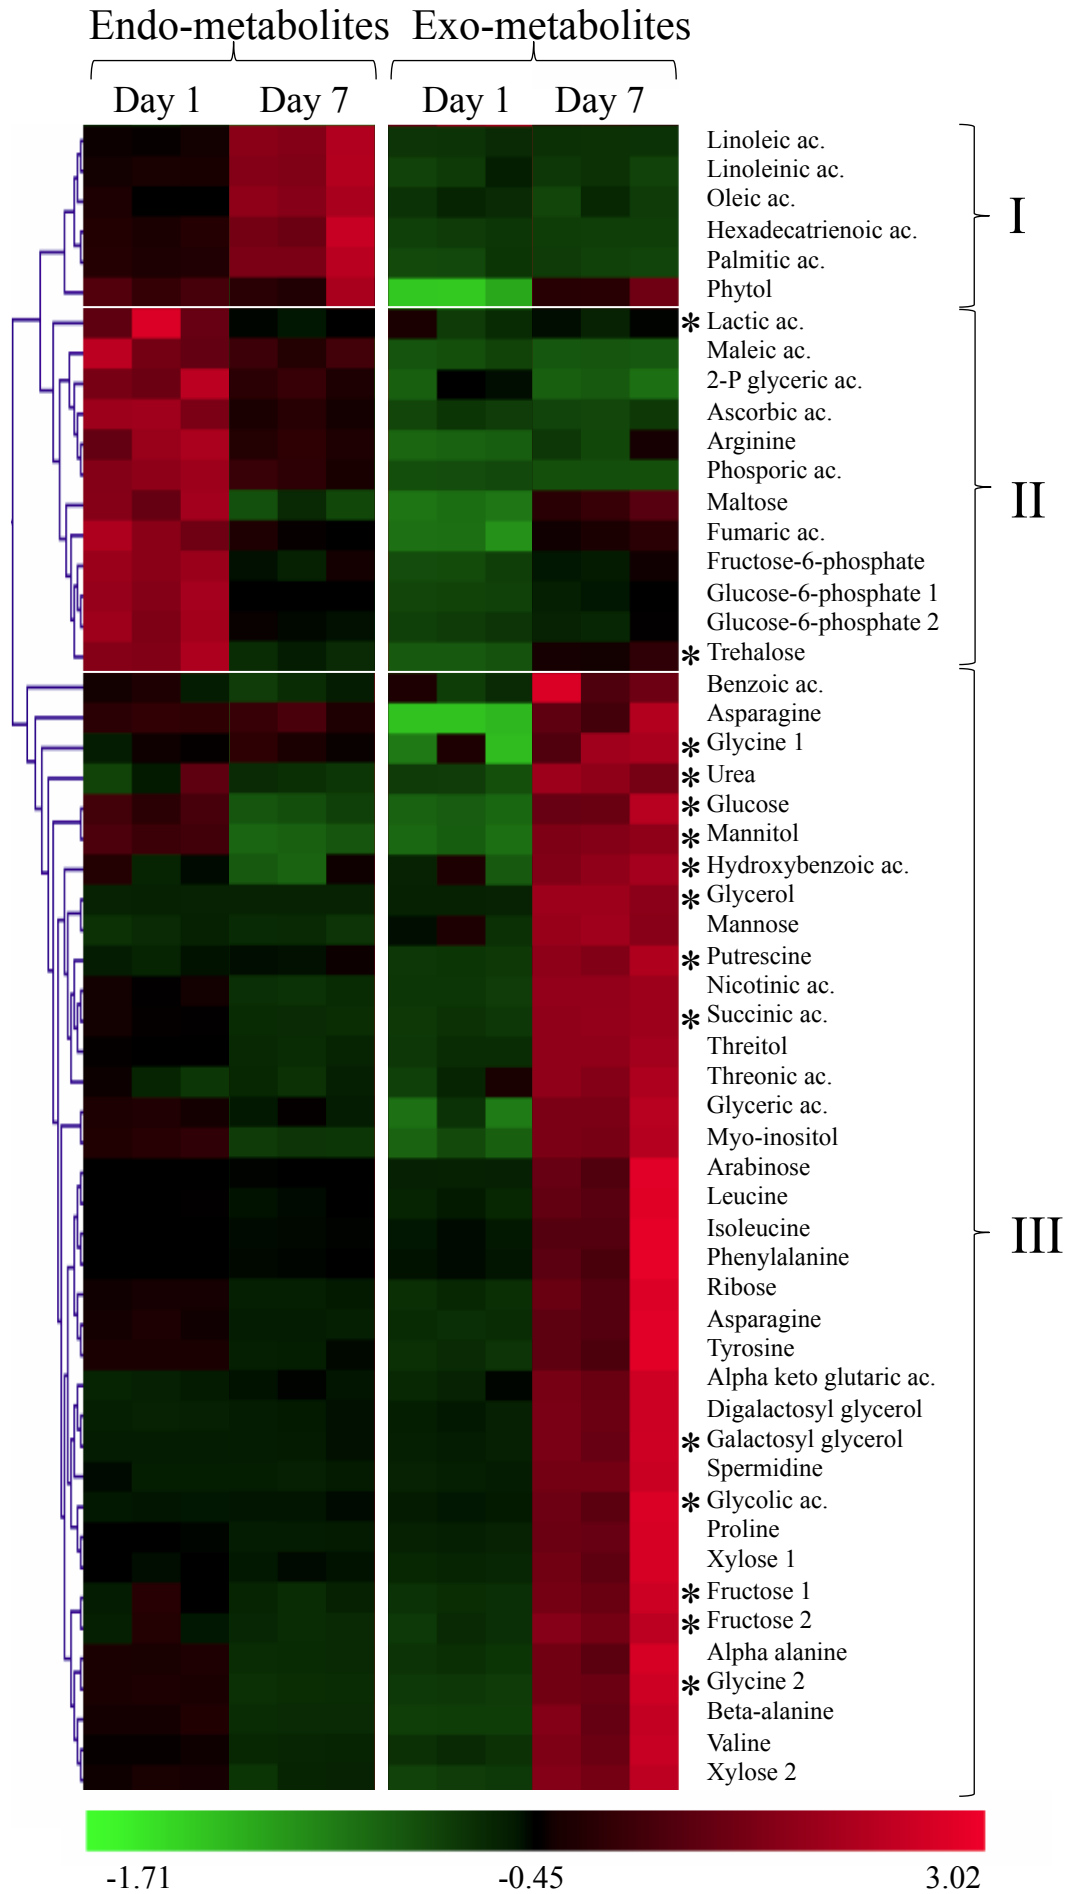 Endo-metabolites Exo-metabolites
Day 1 Day 7 Day 1 Day 7
Linoleic ac.
Linoleinic ac.
Oleic ac.
Hexadecatrienoic ac.
Palmitic ac.
Phytol
I
* Lactic ac.
Maleic ac.
2-P glyceric ac.
Ascorbic ac.
Arginine
Phosporic ac.
Maltose
Fumaric ac.
Fructose-6-phosphate
Glucose-6-phosphate 1
Glucose-6-phosphate 2
* Trehalose
II
Benzoic ac.
Asparagine
* Glycine 1
* Urea
* Glucose
* Mannitol
* Hydroxybenzoic ac.
* Glycerol
Mannose
* Putrescine
Nicotinic ac.
* Succinic ac.
Threitol
Threonic ac.
Glyceric ac.
Myo-inositol
Arabinose
Leucine
Isoleucine
Phenylalanine
Ribose
Asparagine
Tyrosine
Alpha keto glutaric ac.
Digalactosyl glycerol
* Galactosyl glycerol
Spermidine
* Glycolic ac.
Proline
Xylose 1
* Fructose 1
* Fructose 2
Alpha alanine
* Glycine 2
Beta-alanine
Valine
Xylose 2
III
-1.71 -0.45 3.02